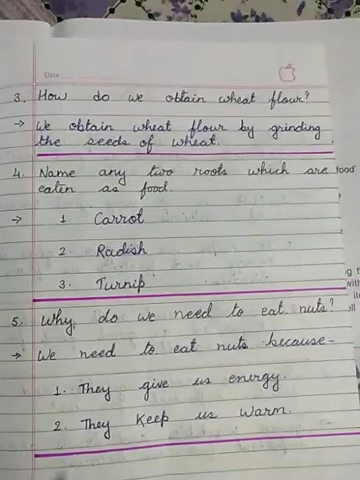 Date
3. How do we obtain wheat flour?
→ We obtain wheat flour by grinding
the seeds of wheat.
4. Name any two roots which are
eaten as food.
→ 1 Carrot
2. Radish
3. Turnip
5. Why do we need to eat nuts?
→ We need to eat nuts because-
1. They give us energy.
2. They keep us warm.
food'